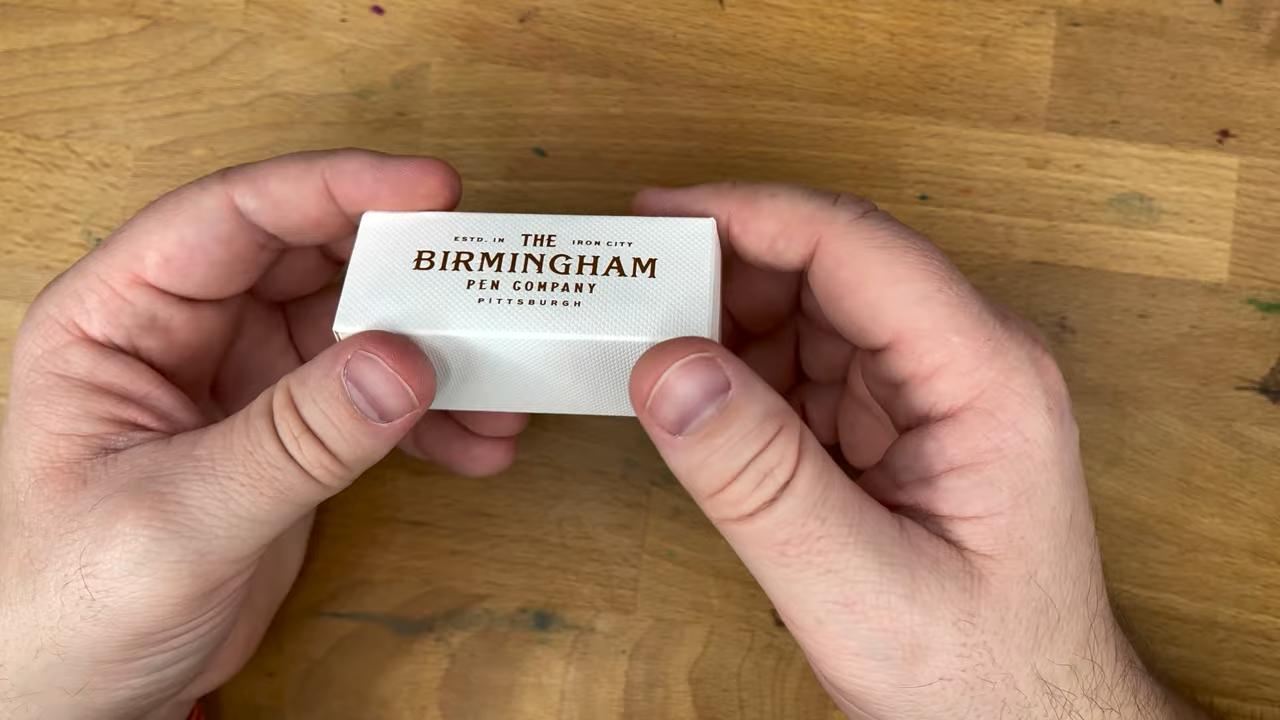 ESTD. IN THE IRON CITY
BIRMINGHAM
PEN COMPANY
PITTSBURGH